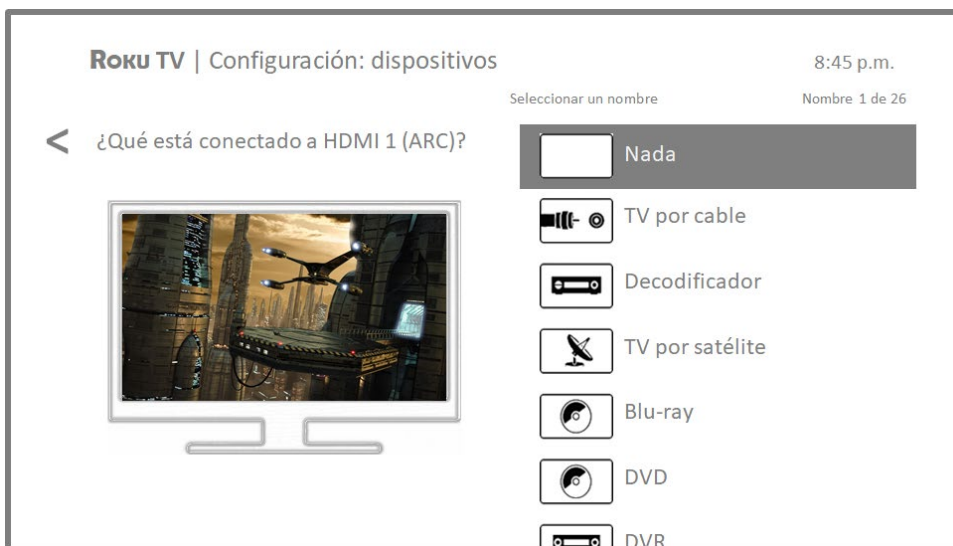 ROKU TV | Configuración: dispositivos
8:45 p.m.
Seleccionar un nombre
Nombre 1 de 26
< ¿Qué está conectado a HDMI 1 (ARC)?
Nada
TV por cable
Decodificador
TV por satélite
Blu-ray
DVD
DVR